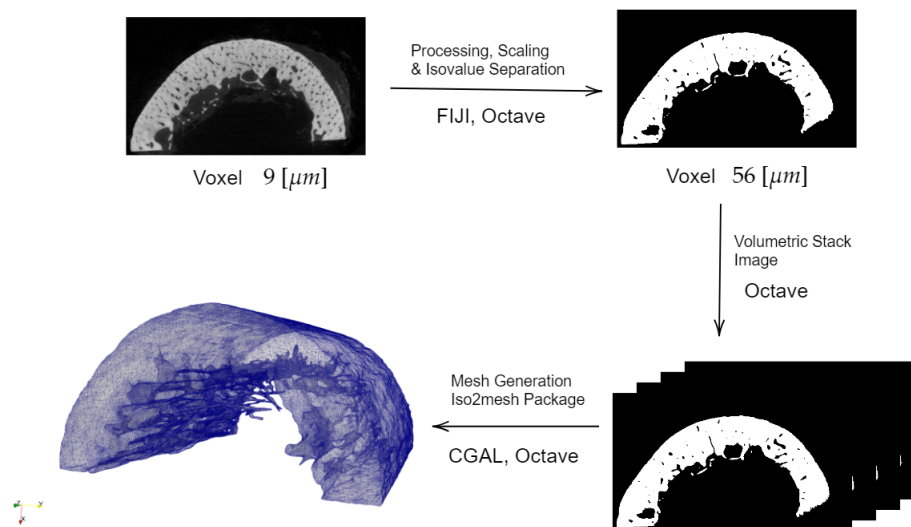 Processing, Scaling
& Isovalue Separation
FIJI, Octave
Voxel 9 [μm]
Voxel 56 [μm]
Volumetric Stack
Image
Octave
Mesh Generation
Iso2mesh Package
CGAL, Octave